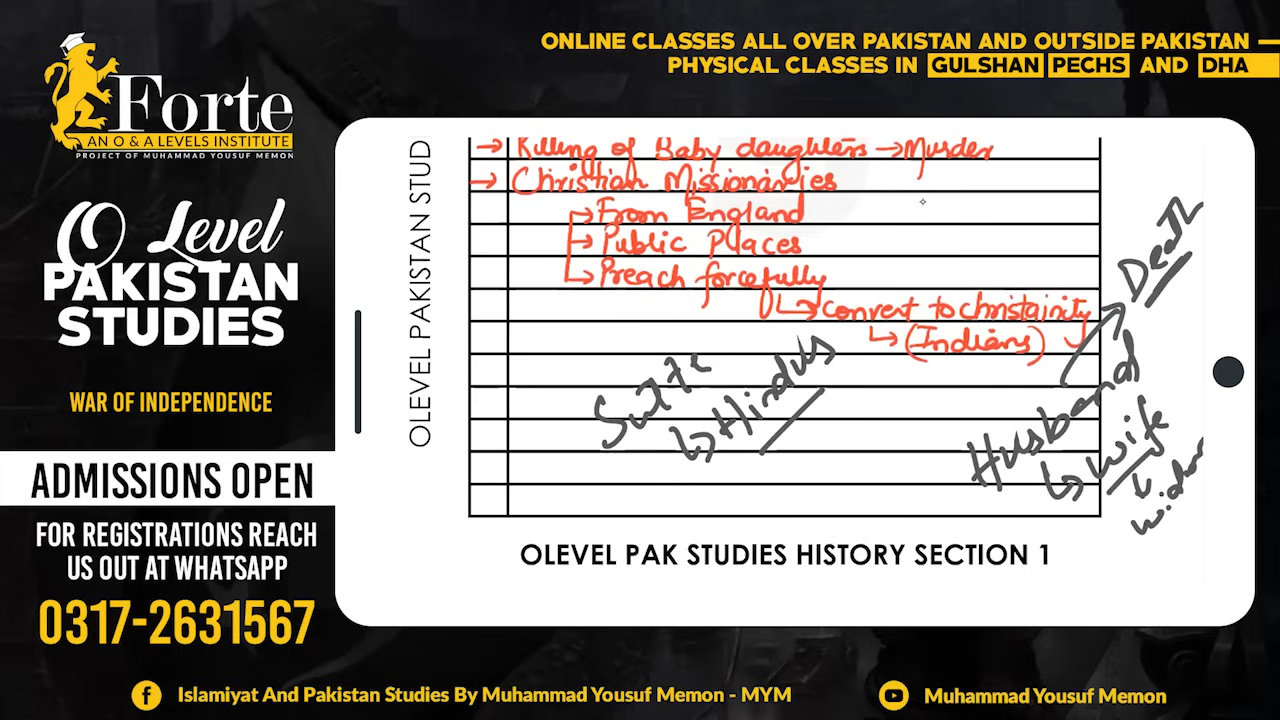 Forte
AN O & A LEVELS INSTITUTE
PROJECT OF MUHAMMAD YOUSUF MEMON
O Level
PAKISTAN
STUDIES
WAR OF INDEPENDENCE
ADMISSIONS OPEN
FOR REGISTRATIONS REACH
US OUT AT WHATSAPP
0317-2631567
ONLINE CLASSES ALL OVER PAKISTAN AND OUTSIDE PAKISTAN
PHYSICAL CLASSES IN GULSHAN PECHS AND DHA
OLEVEL PAKISTAN STUD
→ Killing of Baby daughters → Murder
→ Christian Missionaries
→ From England
→ Public Places
→ Preach forcefully
↳ convert to christainity
↳ (Indians)
Sutte
↳ Hindus
Husband → Death
↳ wife
↓
OLEVEL PAK STUDIES HISTORY SECTION 1
Islamiyat And Pakistan Studies By Muhammad Yousuf Memon - MYM
Muhammad Yousuf Memon